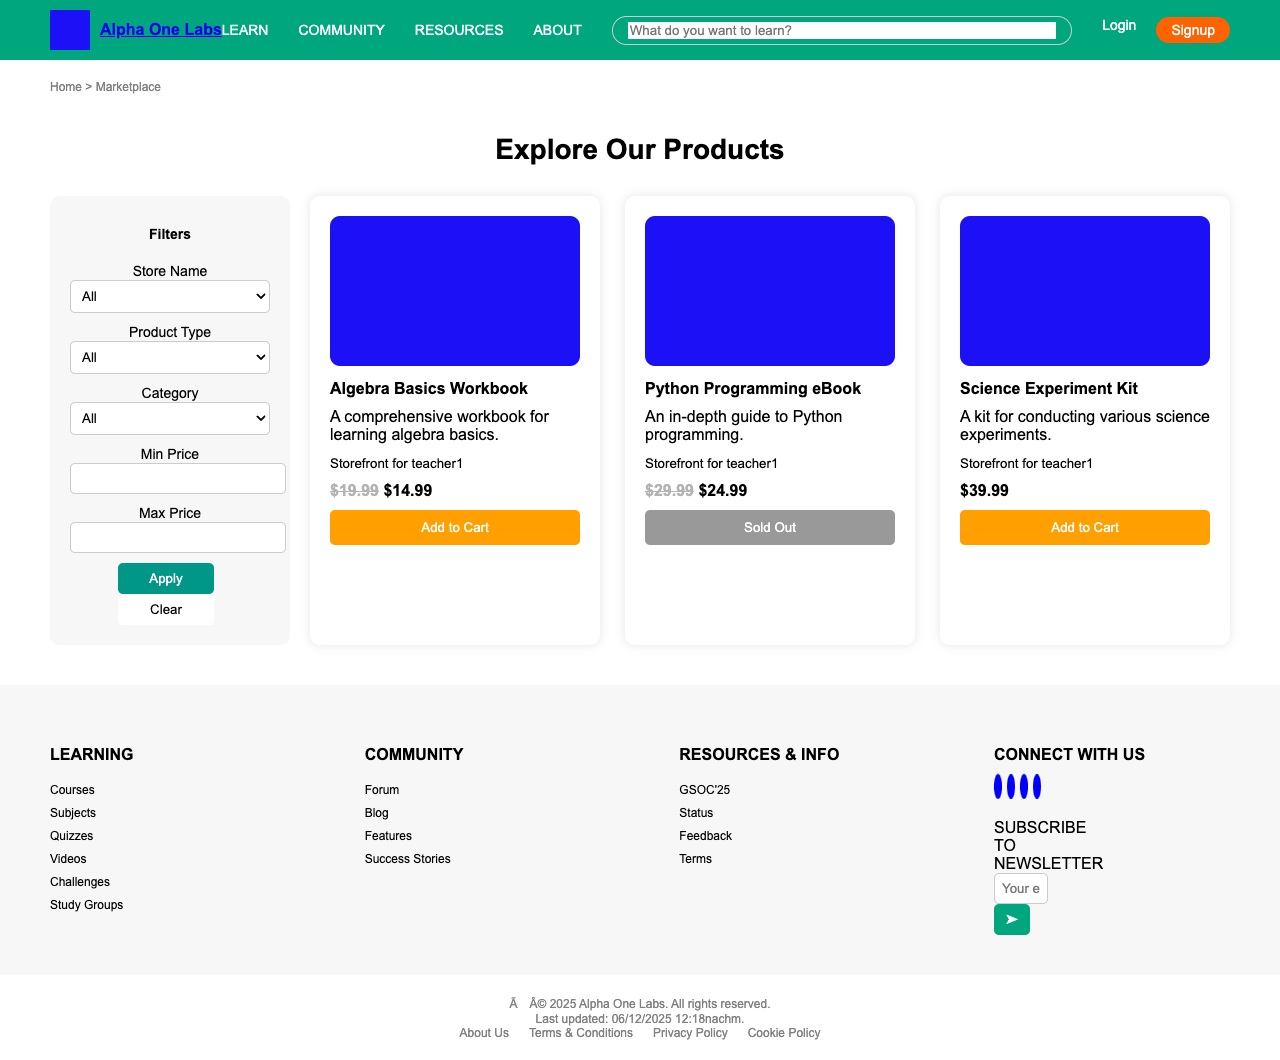 Alpha One Labs LEARN COMMUNITY RESOURCES ABOUT What do you want to learn? Login Signup
Home > Marketplace
Explore Our Products
Filters
Store Name
All
Product Type
All
Category
All
Min Price
Max Price
Apply
Clear
Algebra Basics Workbook
A comprehensive workbook for
learning algebra basics.
Storefront for teacher1
$19.99 $14.99
Add to Cart
Python Programming eBook
An in-depth guide to Python
programming.
Storefront for teacher1
$29.99 $24.99
Sold Out
Science Experiment Kit
A kit for conducting various science
experiments.
Storefront for teacher1
$39.99
Add to Cart
LEARNING
Courses
Subjects
Quizzes
Videos
Challenges
Study Groups
COMMUNITY
Forum
Blog
Features
Success Stories
RESOURCES & INFO
GSOC'25
Status
Feedback
Terms
CONNECT WITH US
SUBSCRIBE
TO
NEWSLETTER
Your e
➤
Ã Â© 2025 Alpha One Labs. All rights reserved.
Last updated: 06/12/2025 12:18nachm.
About Us Terms & Conditions Privacy Policy Cookie Policy